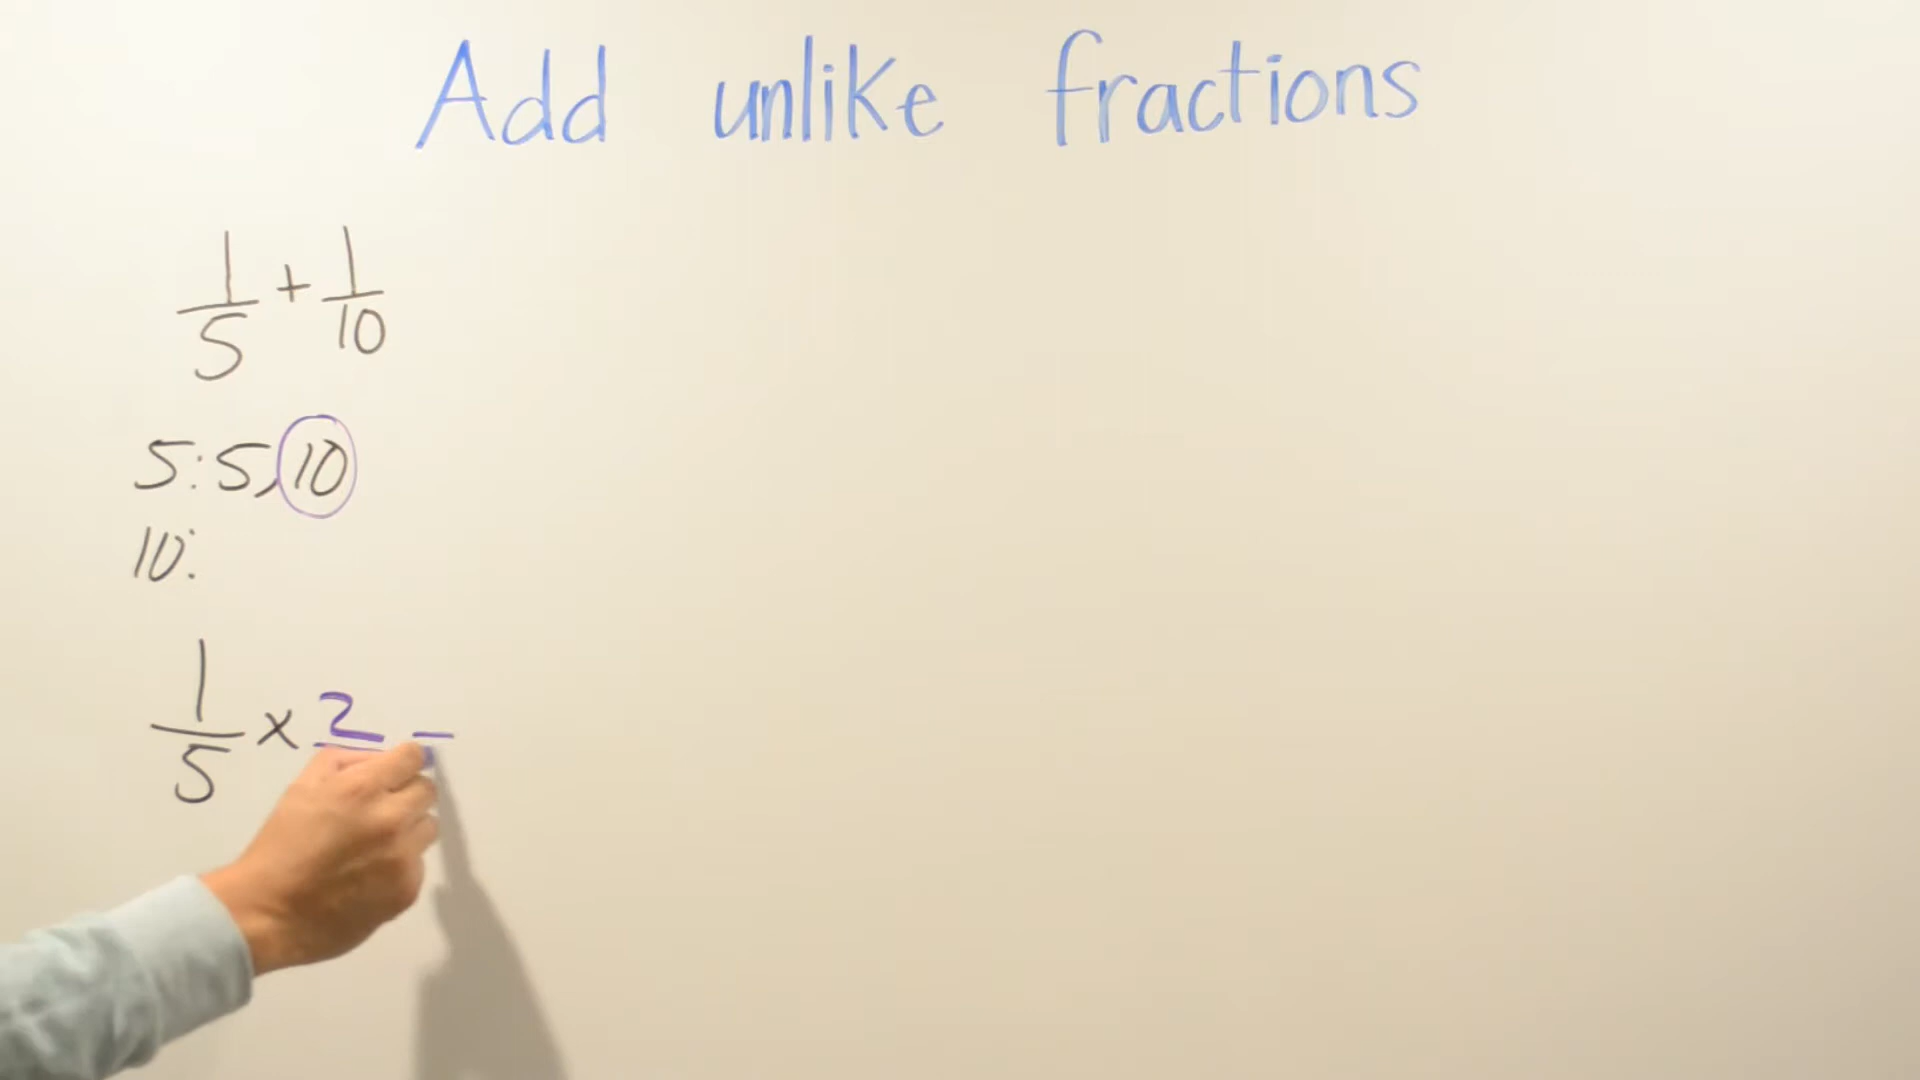 Add unlike fractions
1/5 + 1/10
5: 5, 10
10:
1/5 × 2/ =